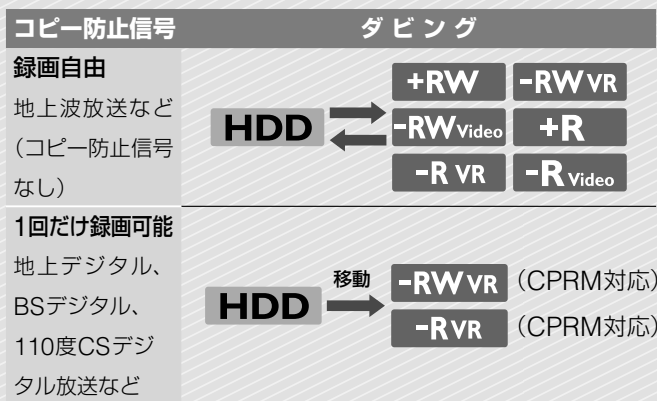 コピー防止信号
ダビング
録画自由
地上波放送など
（コピー防止信号
なし）
HDD
+RW
-RW VR
-RW Video
+R
-R VR
-R Video
1回だけ録画可能
地上デジタル、
BSデジタル、
110度CSデジ
タル放送など
HDD
移動
-RW VR （CPRM対応）
-R VR （CPRM対応）